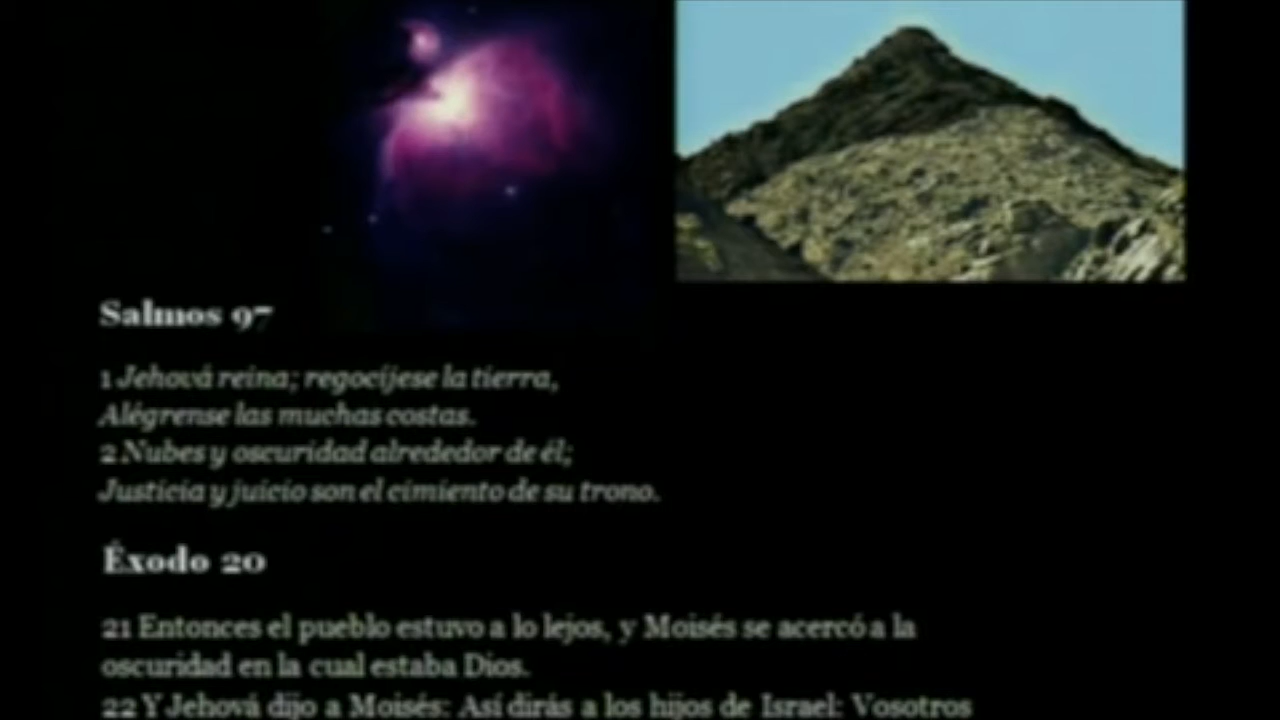 Salmos 97
1 Jehová reina; regocíjese la tierra,
Alégrense las muchas costas.
2 Nubes y oscuridad alrededor de él;
Justicia y juicio son el cimiento de su trono.
Éxodo 20
21 Entonces el pueblo estuvo a lo lejos, y Moisés se acercó a la
oscuridad en la cual estaba Dios.
22 Y Jehová dijo a Moisés: Así dirás a los hijos de Israel: Vosotros